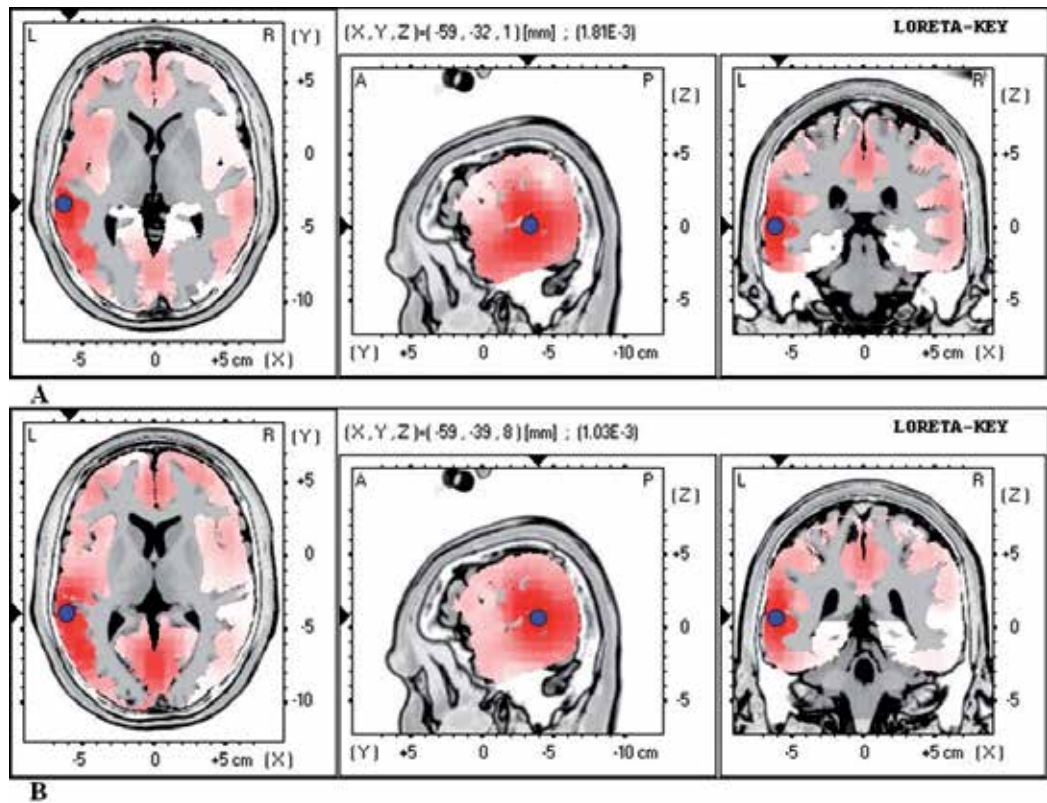 (X,Y,Z)=(-59,-32,1)[mm] ; (1.81E-3) LORETA-KEY
L R (Y) A P (Z) L R (Z)
+5 +5 +5
0 0 0
-5 -5 -5
-10
-5 0 +5 cm (X) (Y) +5 0 -5 -10 cm -5 0 +5 cm (X)
A
(X,Y,Z)=(-59,-39,8)[mm] ; (1.03E-3) LORETA-KEY
L R (Y) A P (Z) L R (Z)
+5 +5 +5
0 0 0
-5 -5 -5
-10
-5 0 +5 cm (X) (Y) +5 0 -5 -10 cm -5 0 +5 cm (X)
B